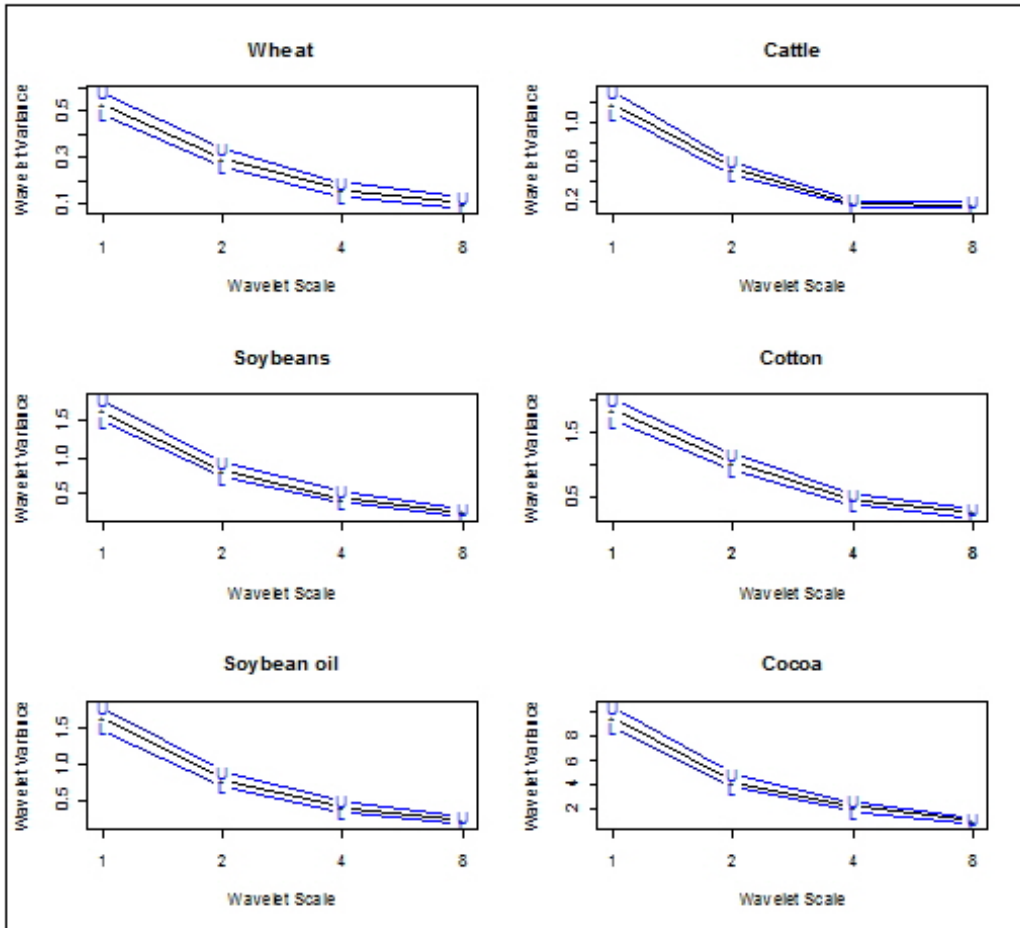 Wheat
Wavelet Variance
0.5
0.3
0.1
U
L
U
L
U
L
U
L
1 2 4 8
Wavelet Scale
Cattle
Wavelet Variance
1.0
0.6
0.2
U
L
U
L
U
L
U
L
1 2 4 8
Wavelet Scale
Soybeans
Wavelet Variance
1.5
1.0
0.5
U
L
U
L
U
L
U
L
1 2 4 8
Wavelet Scale
Cotton
Wavelet Variance
1.5
0.5
U
L
U
L
U
L
U
L
1 2 4 8
Wavelet Scale
Soybean oil
Wavelet Variance
1.5
1.0
0.5
U
L
U
L
U
L
U
L
1 2 4 8
Wavelet Scale
Cocoa
Wavelet Variance
8
6
4
2
U
L
U
L
U
L
U
L
1 2 4 8
Wavelet Scale